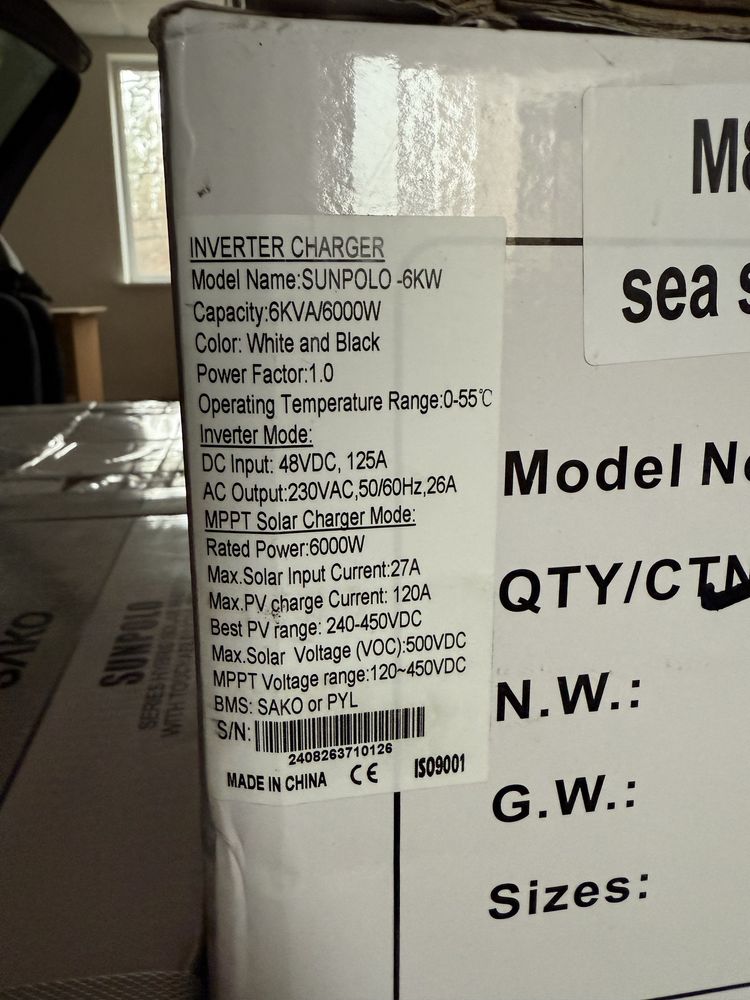 INVERTER CHARGER
Model Name:SUNPOLO -6KW
Capacity:6KVA/6000W
Color: White and Black
Power Factor:1.0
Operating Temperature Range:0-55℃
Inverter Mode:
DC Input: 48VDC, 125A
AC Output:230VAC,50/60Hz,26A
MPPT Solar Charger Mode:
Rated Power:6000W
Max.Solar Input Current:27A
Max.PV charge Current: 120A
Best PV range: 240-450VDC
Max.Solar Voltage (VOC):500VDC
MPPT Voltage range:120~450VDC
BMS: SAKO or PYL
S/N:
2408263710126
MADE IN CHINA CE ISO9001
sea
Model
QTY/CTN
N.W.:
G.W.:
Sizes:
SAKO
SUNPOLO